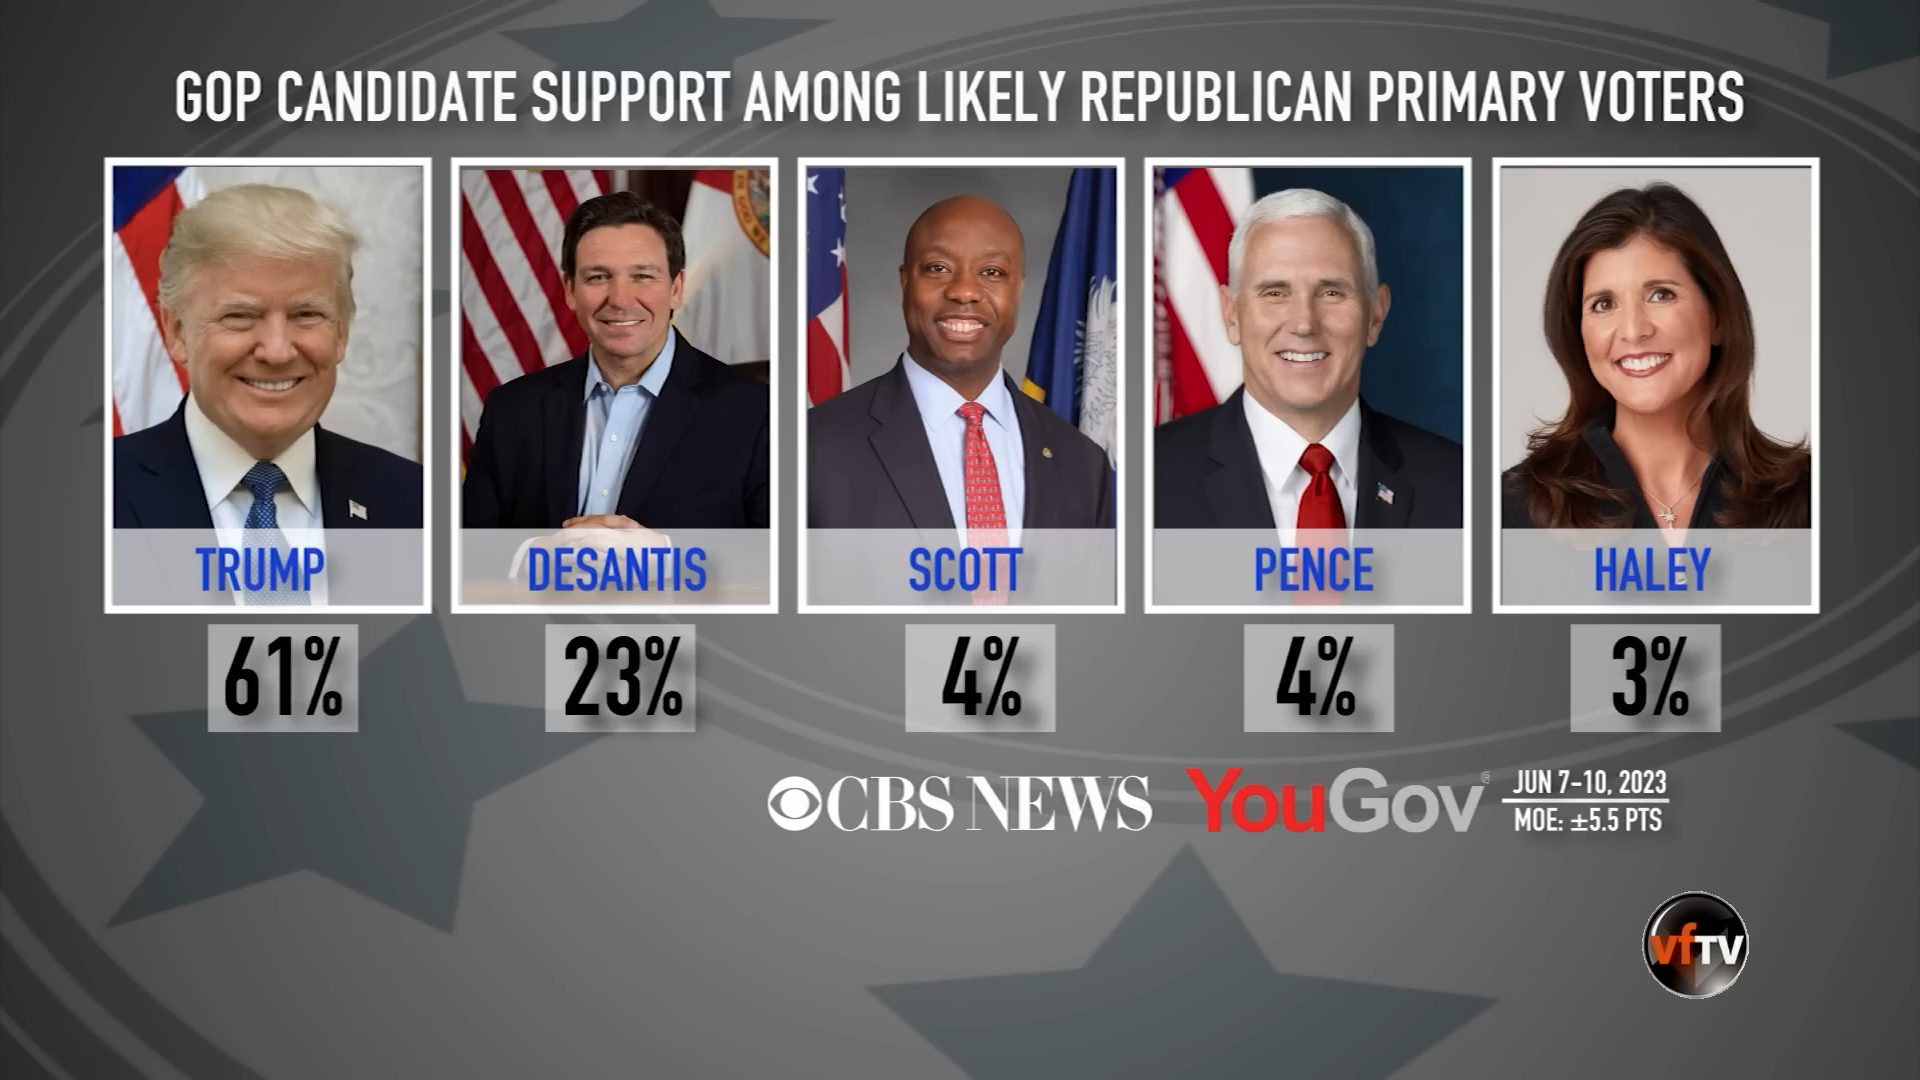 GOP CANDIDATE SUPPORT AMONG LIKELY REPUBLICAN PRIMARY VOTERS
TRUMP DESANTIS SCOTT PENCE HALEY
61% 23% 4% 4% 3%
CBS NEWS YouGov® JUN 7-10, 2023
MOE: ±5.5 PTS
vfTV